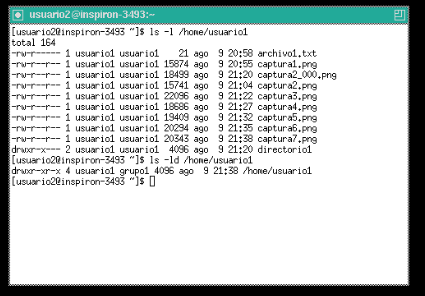 usuario2@inspiron-3493:~
[usuario2@inspiron-3493 ~]$ ls -l /home/usuario1
total 164
-rw-r----- 1 usuario1 usuario1    21 ago  9 20:58 archivo1.txt
-rw-r--r-- 1 usuario1 usuario1 15874 ago  9 20:55 captura1.png
-rw-r--r-- 1 usuario1 usuario1 18499 ago  9 21:20 captura2_000.png
-rw-r--r-- 1 usuario1 usuario1 15741 ago  9 21:04 captura2.png
-rw-r--r-- 1 usuario1 usuario1 22096 ago  9 21:22 captura3.png
-rw-r--r-- 1 usuario1 usuario1 18686 ago  9 21:27 captura4.png
-rw-r--r-- 1 usuario1 usuario1 19409 ago  9 21:32 captura5.png
-rw-r--r-- 1 usuario1 usuario1 20294 ago  9 21:35 captura6.png
-rw-r--r-- 1 usuario1 usuario1 20343 ago  9 21:38 captura7.png
drwxr-x--- 2 usuario1 usuario1  4096 ago  9 21:20 directorio1
[usuario2@inspiron-3493 ~]$ ls -ld /home/usuario1
drwxr-xr-x 4 usuario1 grupo1 4096 ago  9 21:38 /home/usuario1
[usuario2@inspiron-3493 ~]$